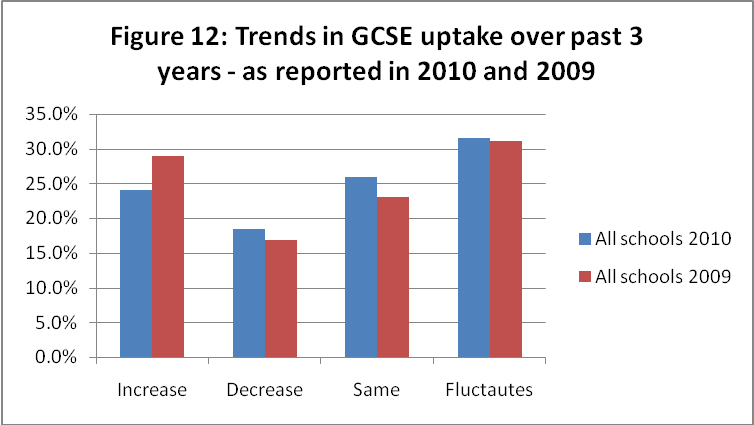 Figure 12: Trends in GCSE uptake over past 3
years - as reported in 2010 and 2009
35.0%
30.0%
25.0%
20.0%
15.0%
10.0%
5.0%
0.0%
Increase
Decrease
Same
Fluctautes
All schools 2010
All schools 2009